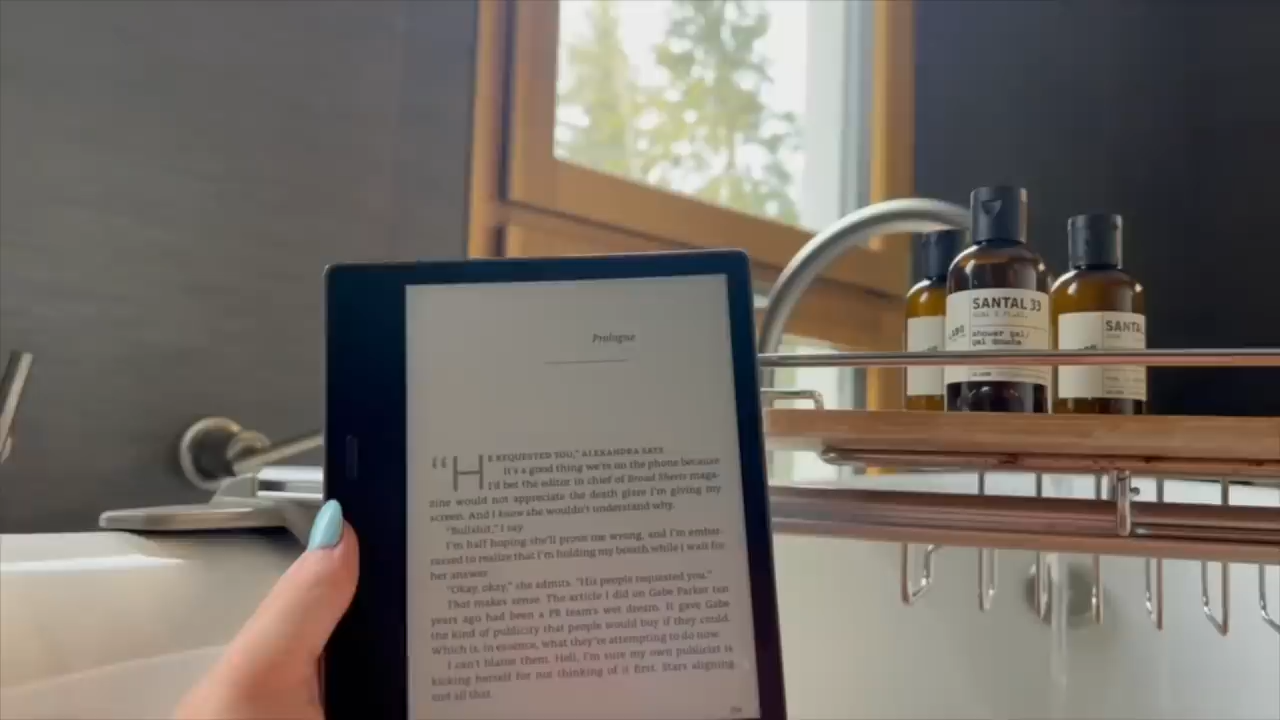 Prologue
"HE REQUESTED YOU," ALEXANDRA SAYS
It's a good thing we're on the phone because
I'd bet the editor in chief of Broad Sheets maga-
zine would not appreciate the death glare I'm giving my
screen. And I know she wouldn't understand why.
"Bullshit," I say.
I'm half hoping she'll prove me wrong, and I'm embar-
rassed to realize that I'm holding my breath while I wait for
her answer.
"Okay, okay," she admits. "His people requested you."
That makes sense. The article I did on Gabe Parker ten
years ago had been a PR team's wet dream. It gave Gabe
the kind of publicity that people would buy if they could.
Which is, in essence, what they're attempting to do now.
I can't blame them. Hell, I'm sure my own publicist is
kicking herself for not thinking of it first. Stars aligning
and all that.
SANTAL 33
shower gel/
gel douche
SANTAL